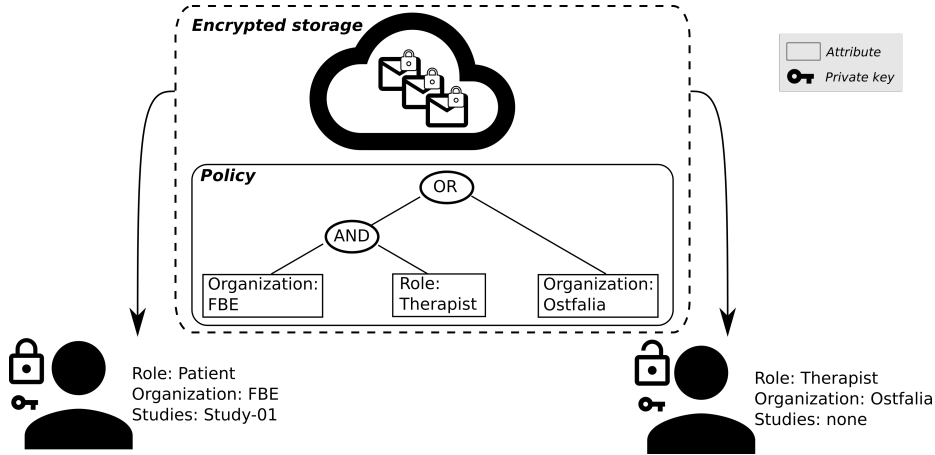 Encrypted storage
Attribute
Private key
Policy
OR
AND
Organization:
FBE
Role:
Therapist
Organization:
Ostfalia
Role: Patient
Organization: FBE
Studies: Study-01
Role: Therapist
Organization: Ostfalia
Studies: none